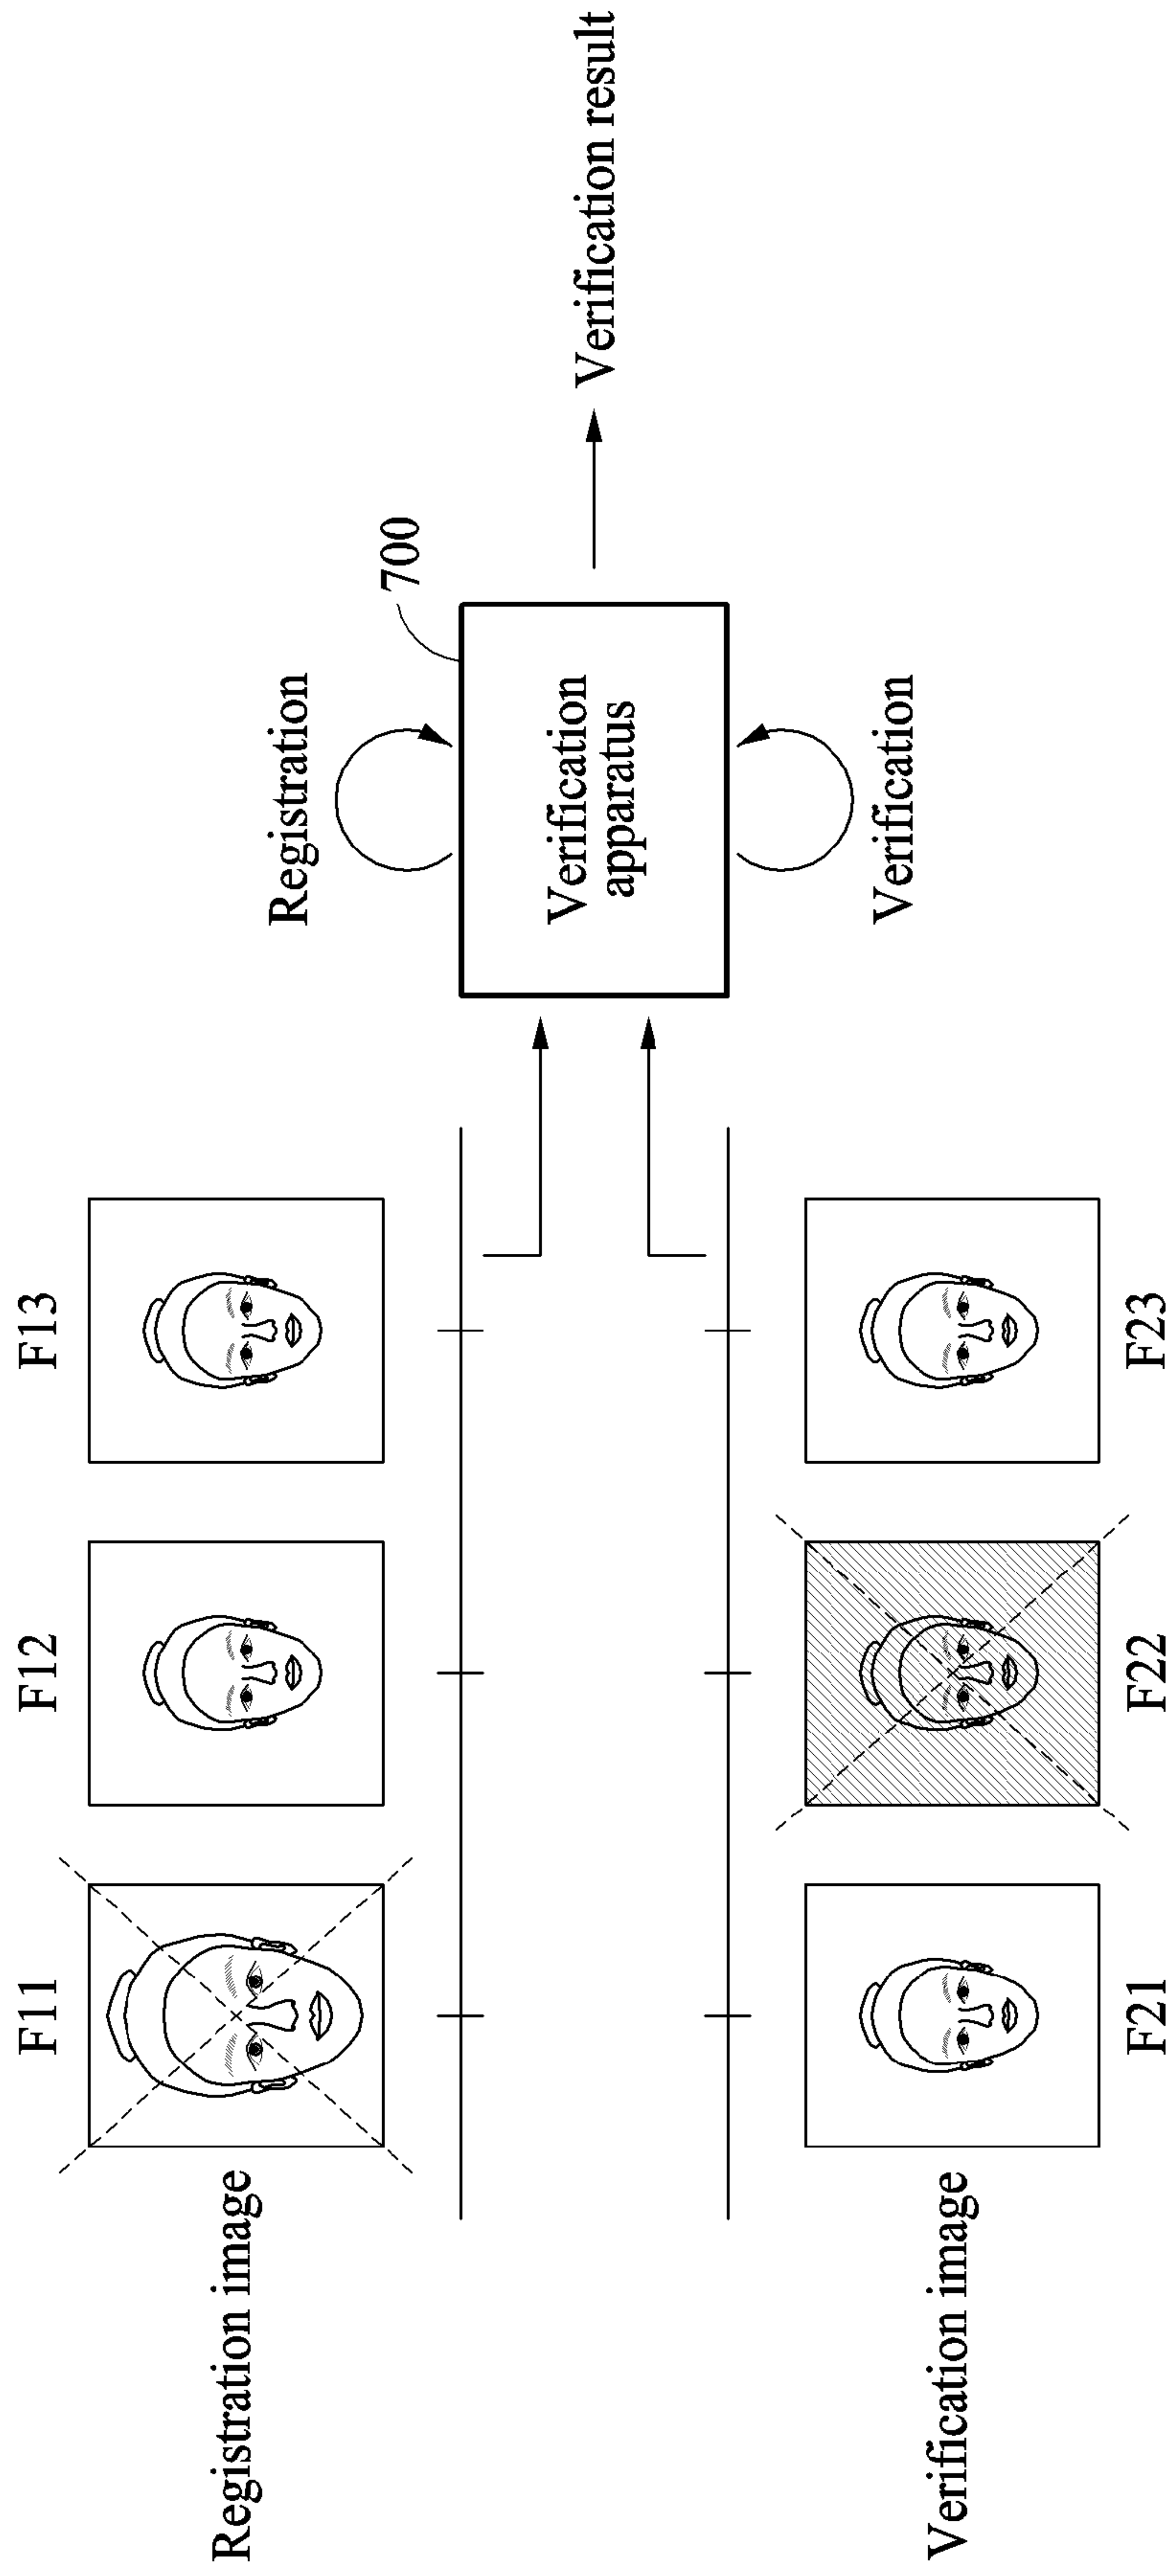 F11
F12
F13
Registration image
Registration
700
Verification
apparatus
Verification result
Verification
Verification image
F21
F22
F23